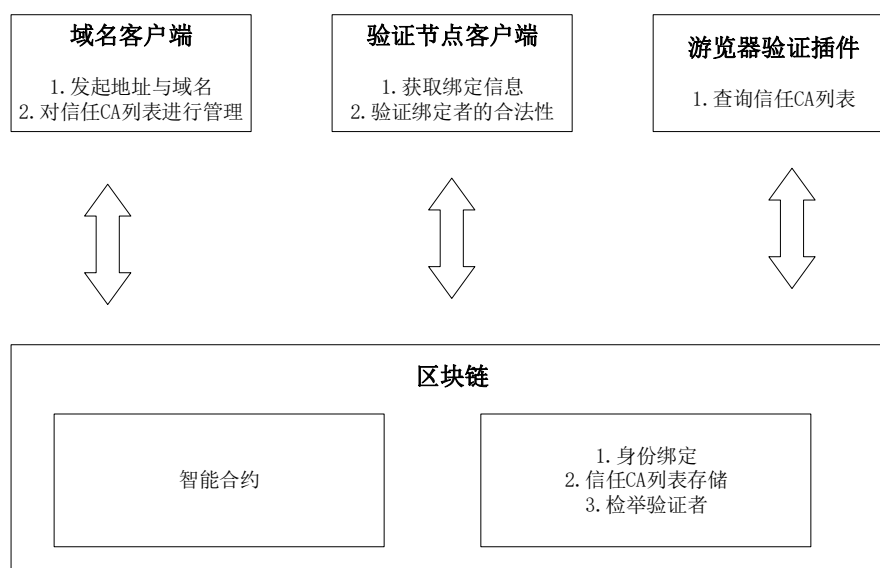 域名客户端
1.发起地址与域名
2.对信任CA列表进行管理
验证节点客户端
1.获取绑定信息
2.验证绑定者的合法性
游览器验证插件
1.查询信任CA列表
区块链
智能合约
1.身份绑定
2.信任CA列表存储
3.检举验证者